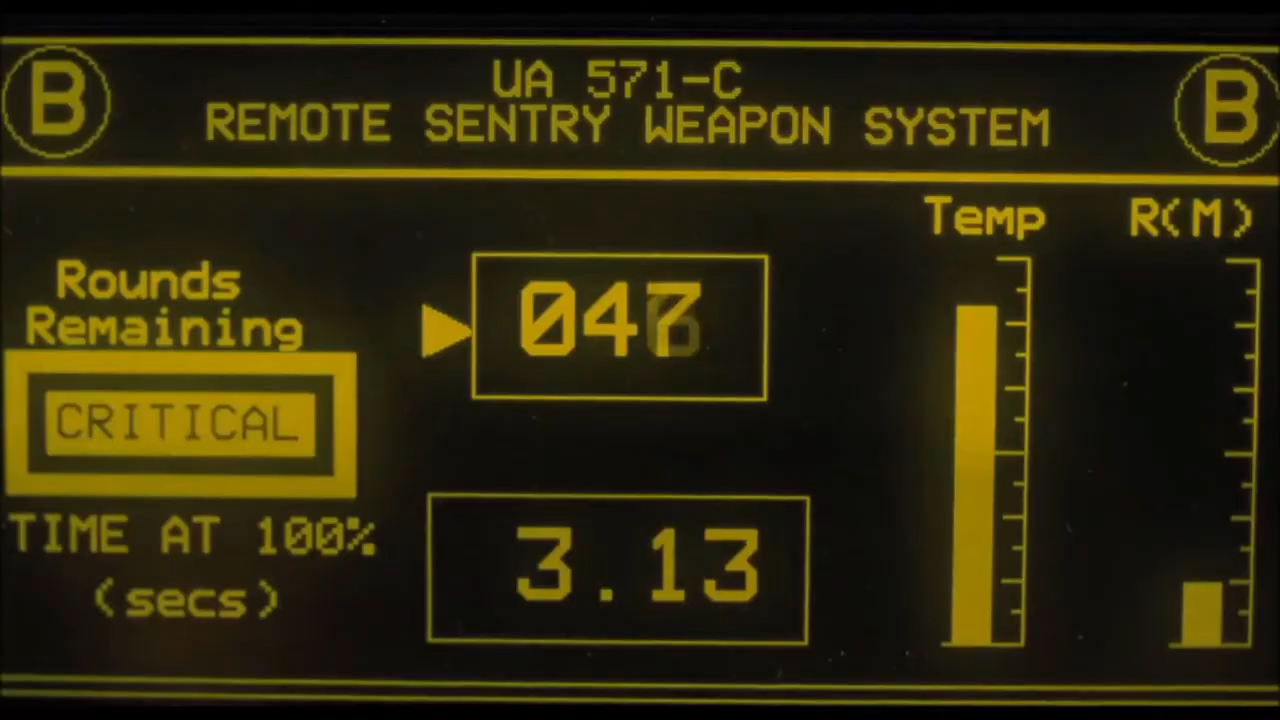 B
UA 571-C
B
REMOTE SENTRY WEAPON SYSTEM
Temp
R(M)
Rounds
Remaining
047
CRITICAL
TIME AT 100%
(secs)
3.13